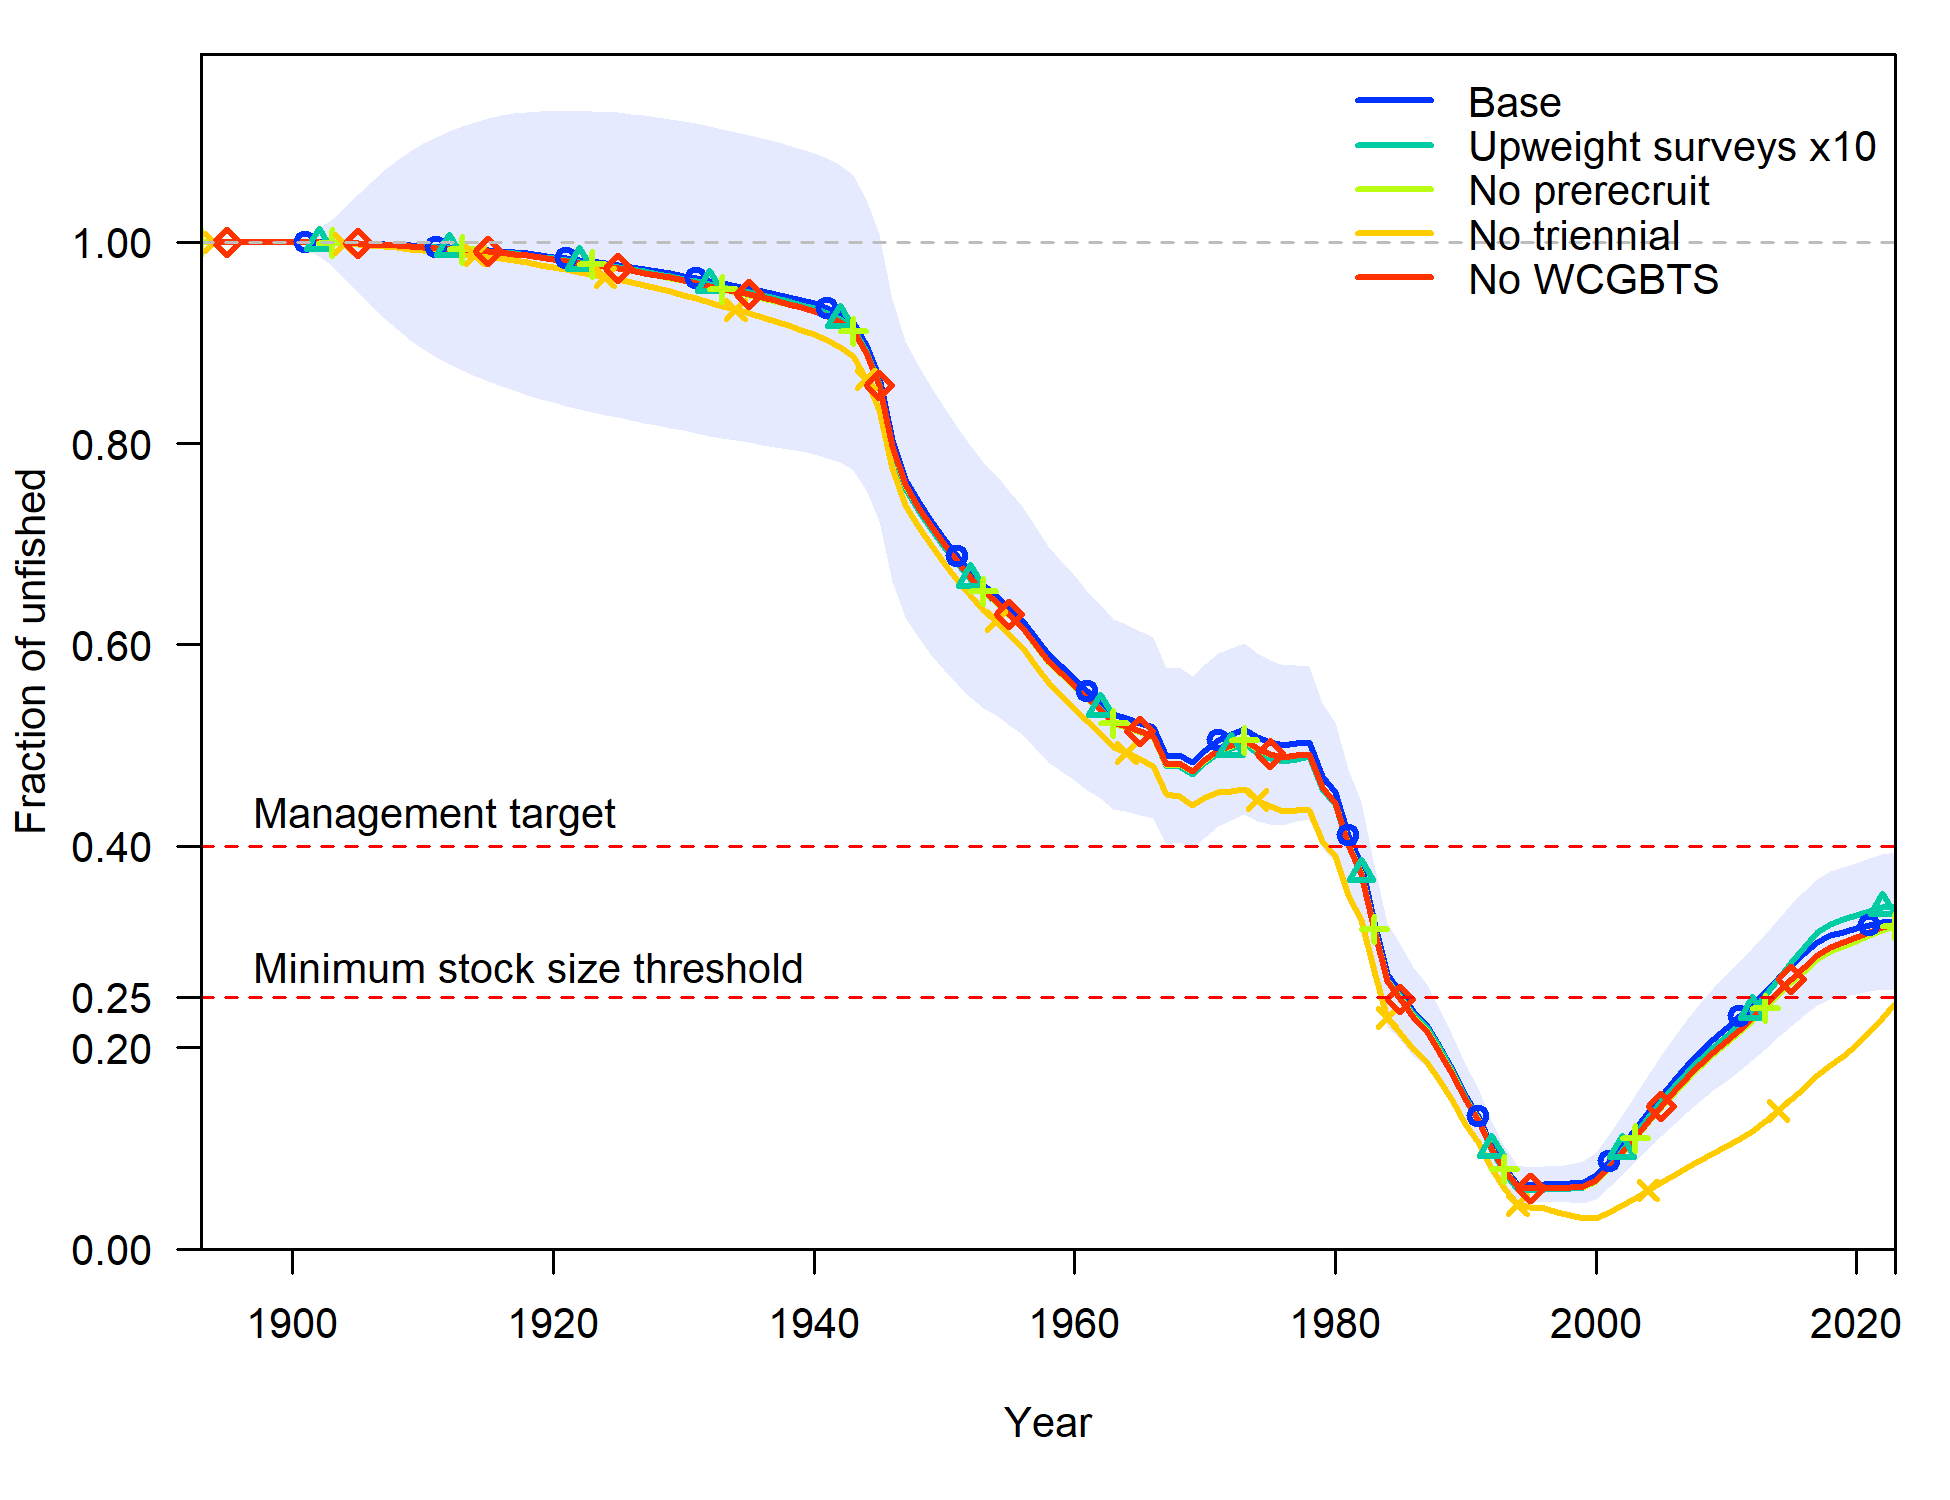 Base
Upweight surveys x10
No prerecruit
No triennial
No WCGBTS
1.00
0.80
0.60
0.40
0.25
0.20
0.00
Fraction of unfished
Management target
Minimum stock size threshold
1900 1920 1940 1960 1980 2000 2020
Year